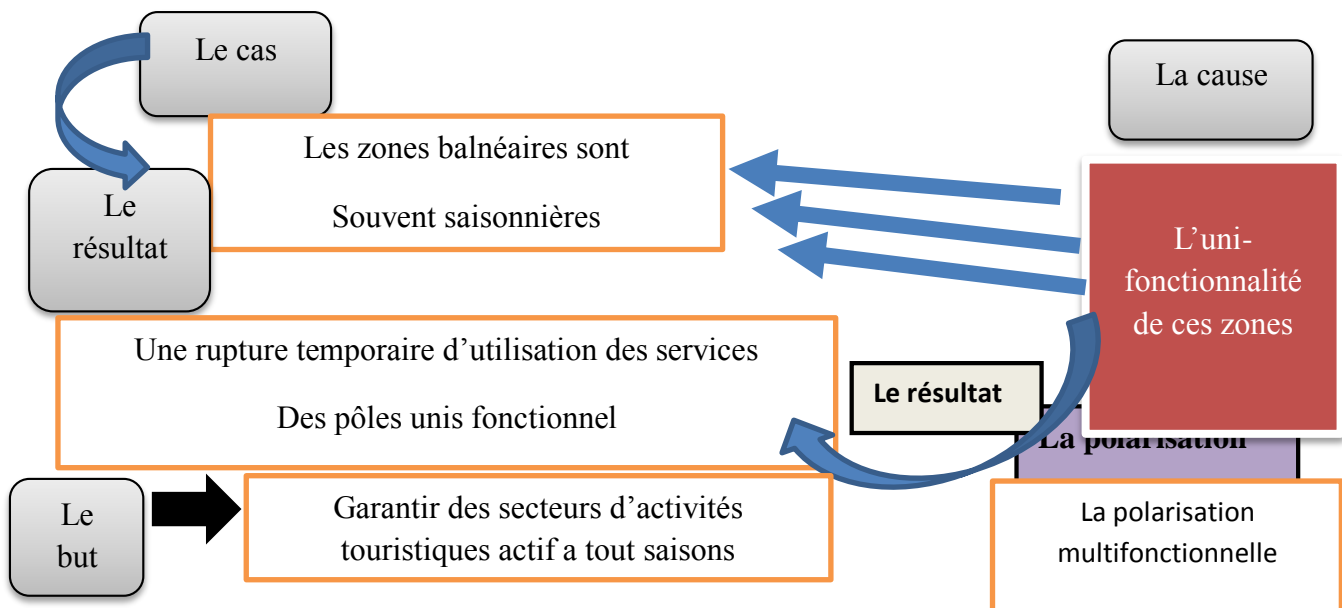 Le cas
La cause
Les zones balnéaires sont
Souvent saisonnières
Le
résultat
L’uni-
fonctionnalité
de ces zones
Une rupture temporaire d’utilisation des services
Des pôles unis fonctionnel
Le résultat
La polarisation
Le
but
Garantir des secteurs d’activités
touristiques actif a tout saisons
La polarisation
multifonctionnelle